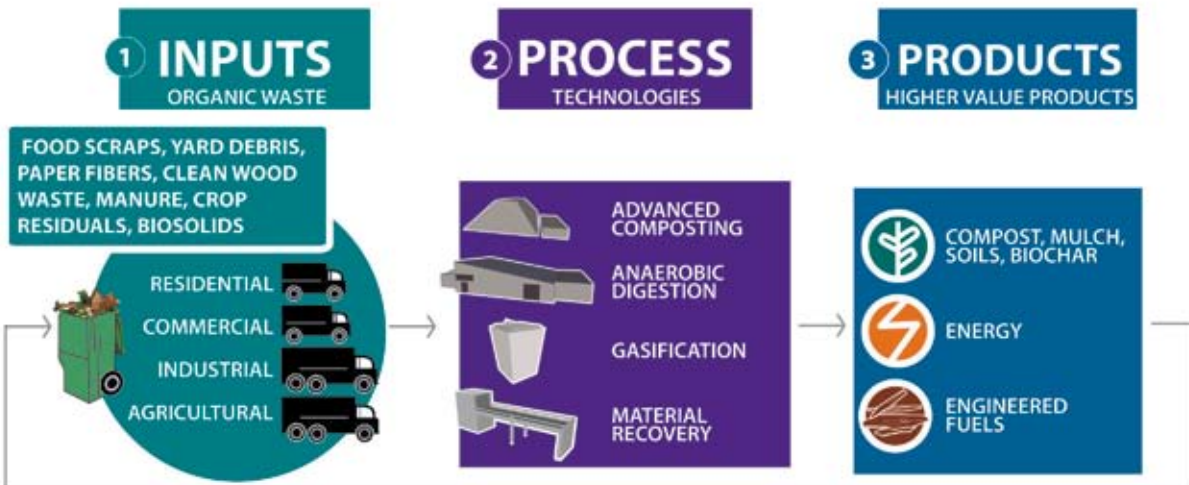 1 INPUTS
ORGANIC WASTE
FOOD SCRAPS, YARD DEBRIS,
PAPER FIBERS, CLEAN WOOD
WASTE, MANURE, CROP
RESIDUALS, BIOSOLIDS
RESIDENTIAL
COMMERCIAL
INDUSTRIAL
AGRICULTURAL
2 PROCESS
TECHNOLOGIES
ADVANCED
COMPOSTING
ANAEROBIC
DIGESTION
GASIFICATION
MATERIAL
RECOVERY
3 PRODUCTS
HIGHER VALUE PRODUCTS
COMPOST, MULCH,
SOILS, BIOCHAR
ENERGY
ENGINEERED
FUELS